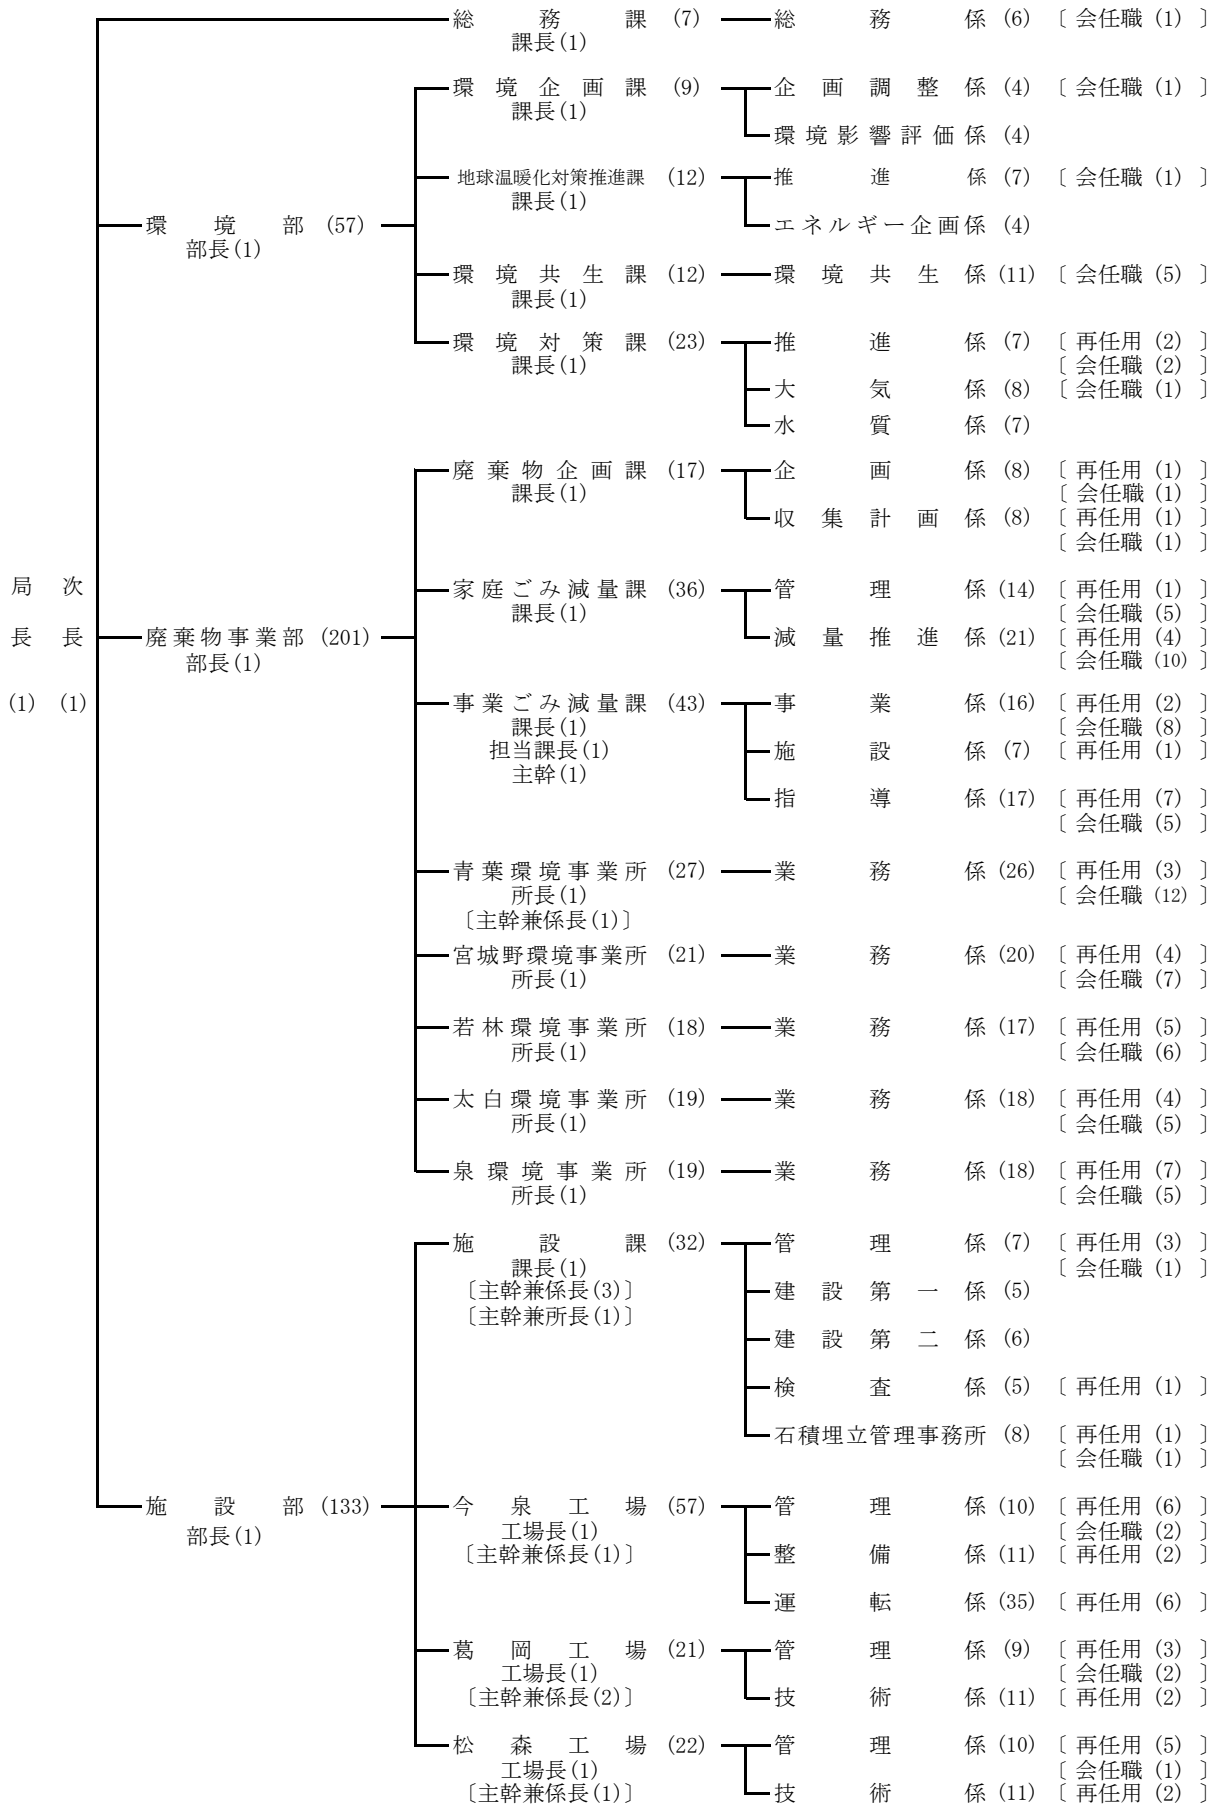 総務課 (7) 総務係 (6) 〔会任職 (1)〕
課長(1)
環境企画課 (9) 企画調整係 (4) 〔会任職 (1)〕
課長(1)
環境影響評価係 (4)
地球温暖化対策推進課 (12) 推進係 (7) 〔会任職 (1)〕
課長(1)
環境部 (57) エネルギー企画係 (4)
部長(1)
環境共生課 (12) 環境共生係 (11) 〔会任職 (5)〕
課長(1)
環境対策課 (23) 推進係 (7) 〔再任用 (2)〕
課長(1) 〔会任職 (2)〕
大気係 (8) 〔会任職 (1)〕
水質係 (7)
廃棄物企画課 (17) 企画係 (8) 〔再任用 (1)〕
課長(1) 〔会任職 (1)〕
収集計画係 (8) 〔再任用 (1)〕
〔会任職 (1)〕
局長 (1) 次長 (1)
家庭ごみ減量課 (36) 管理係 (14) 〔再任用 (1)〕
課長(1) 〔会任職 (5)〕
廃棄物事業部 (201) 減量推進係 (21) 〔再任用 (4)〕
部長(1) 〔会任職 (10)〕
事業ごみ減量課 (43) 事業係 (16) 〔再任用 (2)〕
課長(1) 〔会任職 (8)〕
担当課長(1) 施設係 (7) 〔再任用 (1)〕
主幹(1)
指導係 (17) 〔再任用 (7)〕
〔会任職 (5)〕
青葉環境事業所 (27) 業務係 (26) 〔再任用 (3)〕
所長(1) 〔会任職 (12)〕
〔主幹兼係長(1)〕
宮城野環境事業所 (21) 業務係 (20) 〔再任用 (4)〕
所長(1) 〔会任職 (7)〕
若林環境事業所 (18) 業務係 (17) 〔再任用 (5)〕
所長(1) 〔会任職 (6)〕
太白環境事業所 (19) 業務係 (18) 〔再任用 (4)〕
所長(1) 〔会任職 (5)〕
泉環境事業所 (19) 業務係 (18) 〔再任用 (7)〕
所長(1) 〔会任職 (5)〕
施設課 (32) 管理係 (7) 〔再任用 (3)〕
課長(1) 〔会任職 (1)〕
〔主幹兼係長(3)〕 建設第一係 (5)
〔主幹兼所長(1)〕
建設第二係 (6)
検査係 (5) 〔再任用 (1)〕
石積埋立管理事務所 (8) 〔再任用 (1)〕
〔会任職 (1)〕
施設部 (133) 今泉工場 (57) 管理係 (10) 〔再任用 (6)〕
部長(1) 工場長(1) 〔会任職 (2)〕
〔主幹兼係長(1)〕 整備係 (11) 〔再任用 (2)〕
運転係 (35) 〔再任用 (6)〕
葛岡工場 (21) 管理係 (9) 〔再任用 (3)〕
工場長(1) 〔会任職 (2)〕
〔主幹兼係長(2)〕 技術係 (11) 〔再任用 (2)〕
松森工場 (22) 管理係 (10) 〔再任用 (5)〕
工場長(1) 〔会任職 (1)〕
〔主幹兼係長(1)〕 技術係 (11) 〔再任用 (2)〕